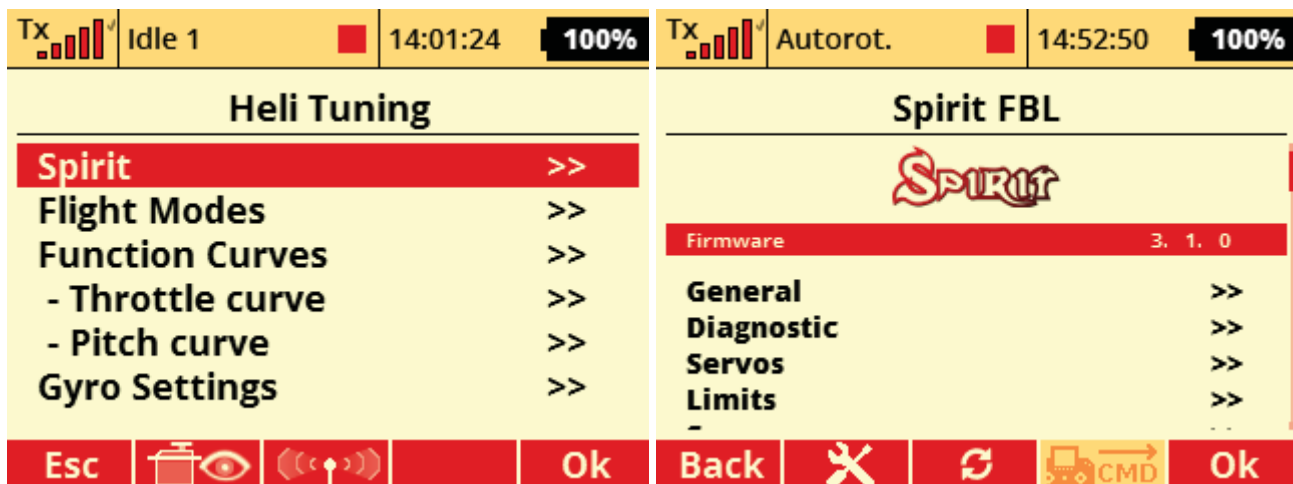 Tx Idle 1 14:01:24 100%
Heli Tuning
Spirit >>
Flight Modes >>
Function Curves >>
- Throttle curve >>
- Pitch curve >>
Gyro Settings >>
Esc Ok
Tx Autorot. 14:52:50 100%
Spirit FBL
SPIRIT
Firmware 3. 1. 0
General >>
Diagnostic >>
Servos >>
Limits >>
Back CMD Ok